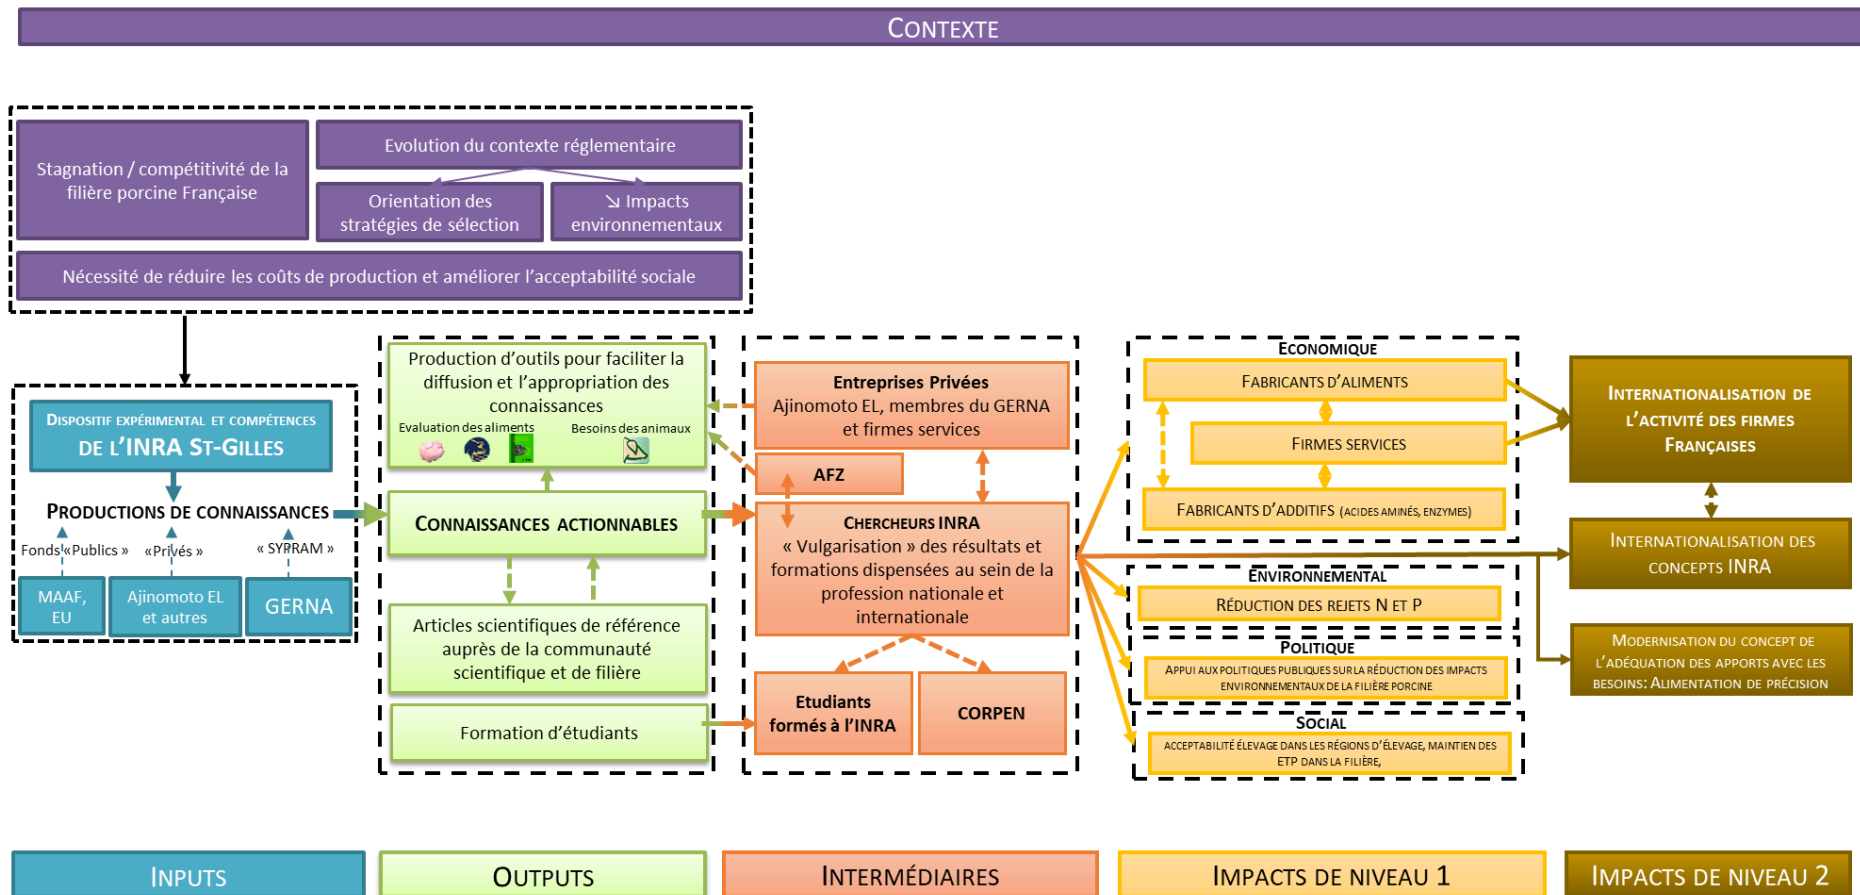 CONTEXTE
Stagnation / compétitivité de la
filière porcine Française
Evolution du contexte réglementaire
Orientation des
stratégies de sélection
↘ Impacts
environnementaux
Nécessité de réduire les coûts de production et améliorer l'acceptabilité sociale
DISPOSITIF EXPÉRIMENTAL ET COMPÉTENCES
DE L'INRA ST-GILLES
PRODUCTIONS DE CONNAISSANCES
Fonds «Publics »
«Privés »
« SYPRAM »
MAAF,
EU
Ajinomoto EL
et autres
GERNA
Production d'outils pour faciliter la
diffusion et l'appropriation des
connaissances
Evaluation des aliments
Besoins des animaux
CONNAISSANCES ACTIONNABLES
Articles scientifiques de référence
auprès de la communauté
scientifique et de filière
Formation d'étudiants
Entreprises Privées
Ajinomoto EL, membres du GERNA
et firmes services
AFZ
CHERCHEURS INRA
« Vulgarisation » des résultats et
formations dispensées au sein de la
profession nationale et
internationale
Etudiants
formés à l'INRA
CORPEN
ECONOMIQUE
FABRICANTS D'ALIMENTS
FIRMES SERVICES
FABRICANTS D'ADDITIFS (ACIDES AMINÉS, ENZYMES)
ENVIRONNEMENTAL
RÉDUCTION DES REJETS N ET P
POLITIQUE
APPUI AUX POLITIQUES PUBLIQUES SUR LA RÉDUCTION DES IMPACTS
ENVIRONNEMENTAUX DE LA FILIÈRE PORCINE
SOCIAL
ACCEPTABILITÉ ÉLEVAGE DANS LES RÉGIONS D'ÉLEVAGE, MAINTIEN DES
ETP DANS LA FILIÈRE,
INTERNATIONALISATION DE
L'ACTIVITÉ DES FIRMES
FRANÇAISES
INTERNATIONALISATION DES
CONCEPTS INRA
MODERNISATION DU CONCEPT DE
L'ADÉQUATION DES APPORTS AVEC LES
BESOINS: ALIMENTATION DE PRÉCISION
INPUTS
OUTPUTS
INTERMÉDIAIRES
IMPACTS DE NIVEAU 1
IMPACTS DE NIVEAU 2